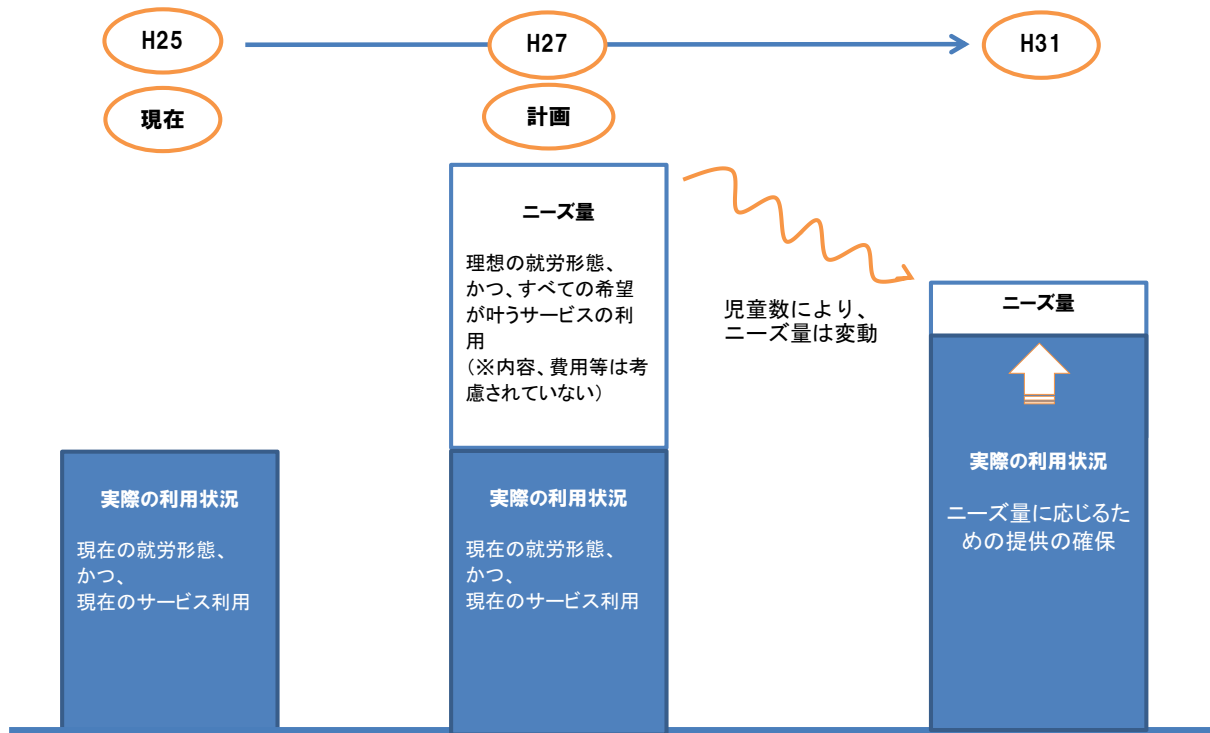 H25
H27
H31
現在
計画
ニーズ量
理想の就労形態、
かつ、すべての希望
が叶うサービスの利
用
(※内容、費用等は考
慮されていない)
児童数により、
ニーズ量は変動
ニーズ量
実際の利用状況
現在の就労形態、
かつ、
現在のサービス利用
実際の利用状況
現在の就労形態、
かつ、
現在のサービス利用
実際の利用状況
ニーズ量に応じるた
めの提供の確保